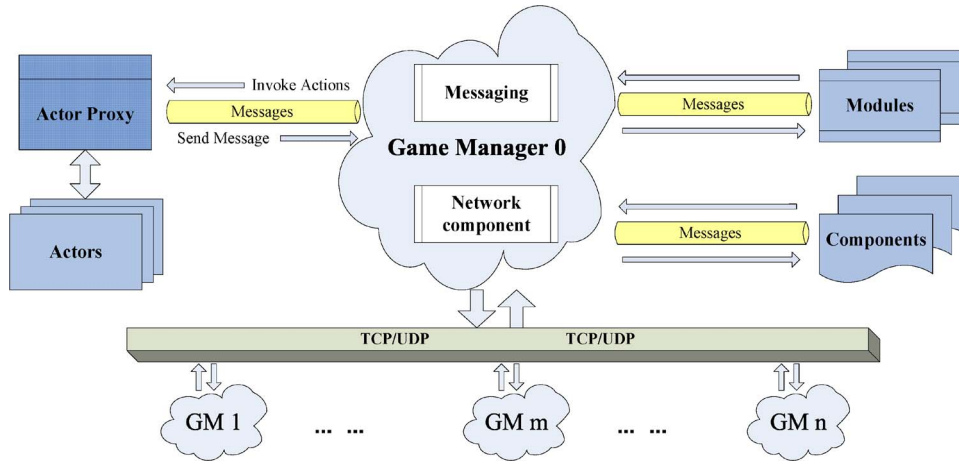 Actor Proxy
Invoke Actions
Messages
Send Message
Actors
Messaging
Game Manager 0
Network
component
Messages
Modules
Messages
Components
TCP/UDP
TCP/UDP
GM 1
... ...
GM m
... ...
GM n